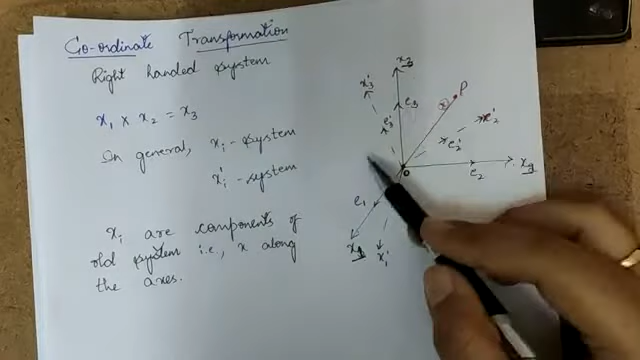 Co-ordinate Transformation
Right handed system
x₁ × x₂ = x₃
In general, xᵢ - system
xᵢ' - system
xᵢ are components of
old system i.e., x along
the axes.
x₃
x₃'
e₃
P
x
e₃'
x₂'
e₂'
O
e₂
x₂
e₁
x₁
x₁'